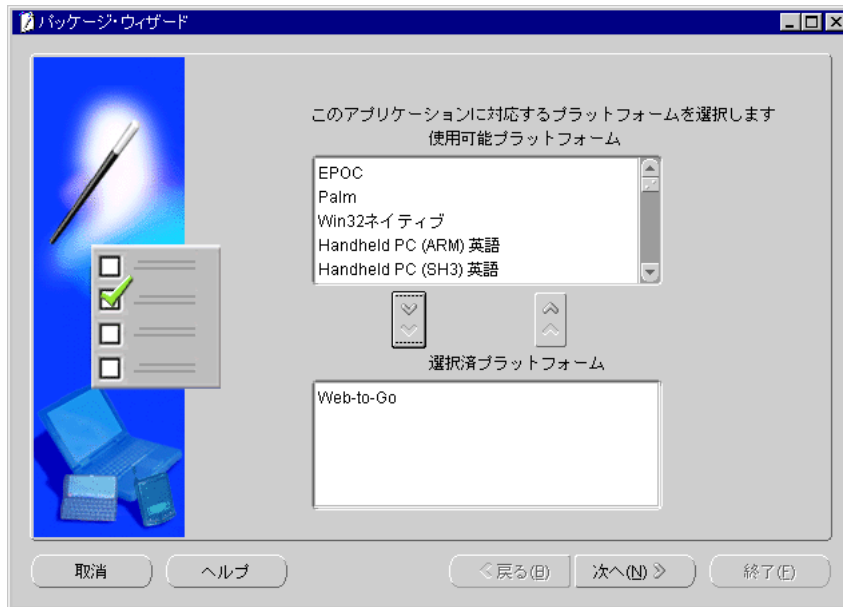 パッケージ・ウィザード
このアプリケーションに対応するプラットフォームを選択します
使用可能プラットフォーム
EPOC
Palm
Win32ネイティブ
Handheld PC (ARM) 英語
Handheld PC (SH3) 英語
選択済プラットフォーム
Web-to-Go
取消
ヘルプ
戻る(B)
次へ(N)
終了(F)